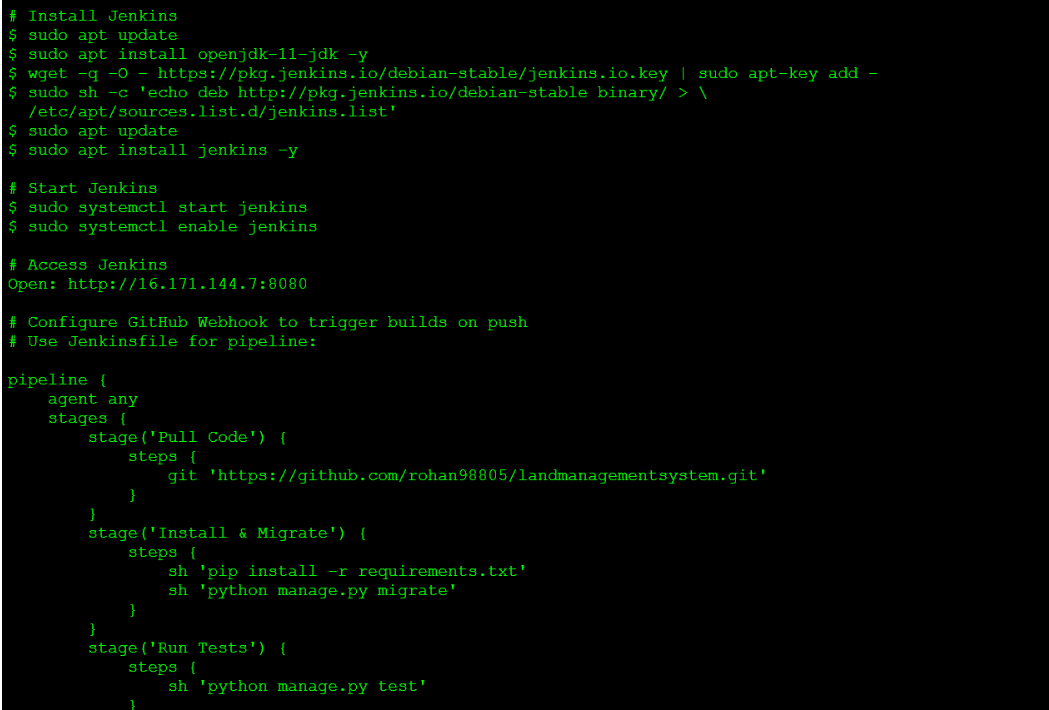 # Install Jenkins
$ sudo apt update
$ sudo apt install openjdk-11-jdk -y
$ wget -q -O - https://pkg.jenkins.io/debian-stable/jenkins.io.key | sudo apt-key add -
$ sudo sh -c 'echo deb http://pkg.jenkins.io/debian-stable binary/ > \
  /etc/apt/sources.list.d/jenkins.list'
$ sudo apt update
$ sudo apt install jenkins -y

# Start Jenkins
$ sudo systemctl start jenkins
$ sudo systemctl enable jenkins

# Access Jenkins
Open: http://16.171.144.7:8080

# Configure GitHub Webhook to trigger builds on push
# Use Jenkinsfile for pipeline:

pipeline {
    agent any
    stages {
        stage('Pull Code') {
            steps {
                git 'https://github.com/rohan98805/landmanagementsystem.git'
            }
        }
        stage('Install & Migrate') {
            steps {
                sh 'pip install -r requirements.txt'
                sh 'python manage.py migrate'
            }
        }
        stage('Run Tests') {
            steps {
                sh 'python manage.py test'
            }